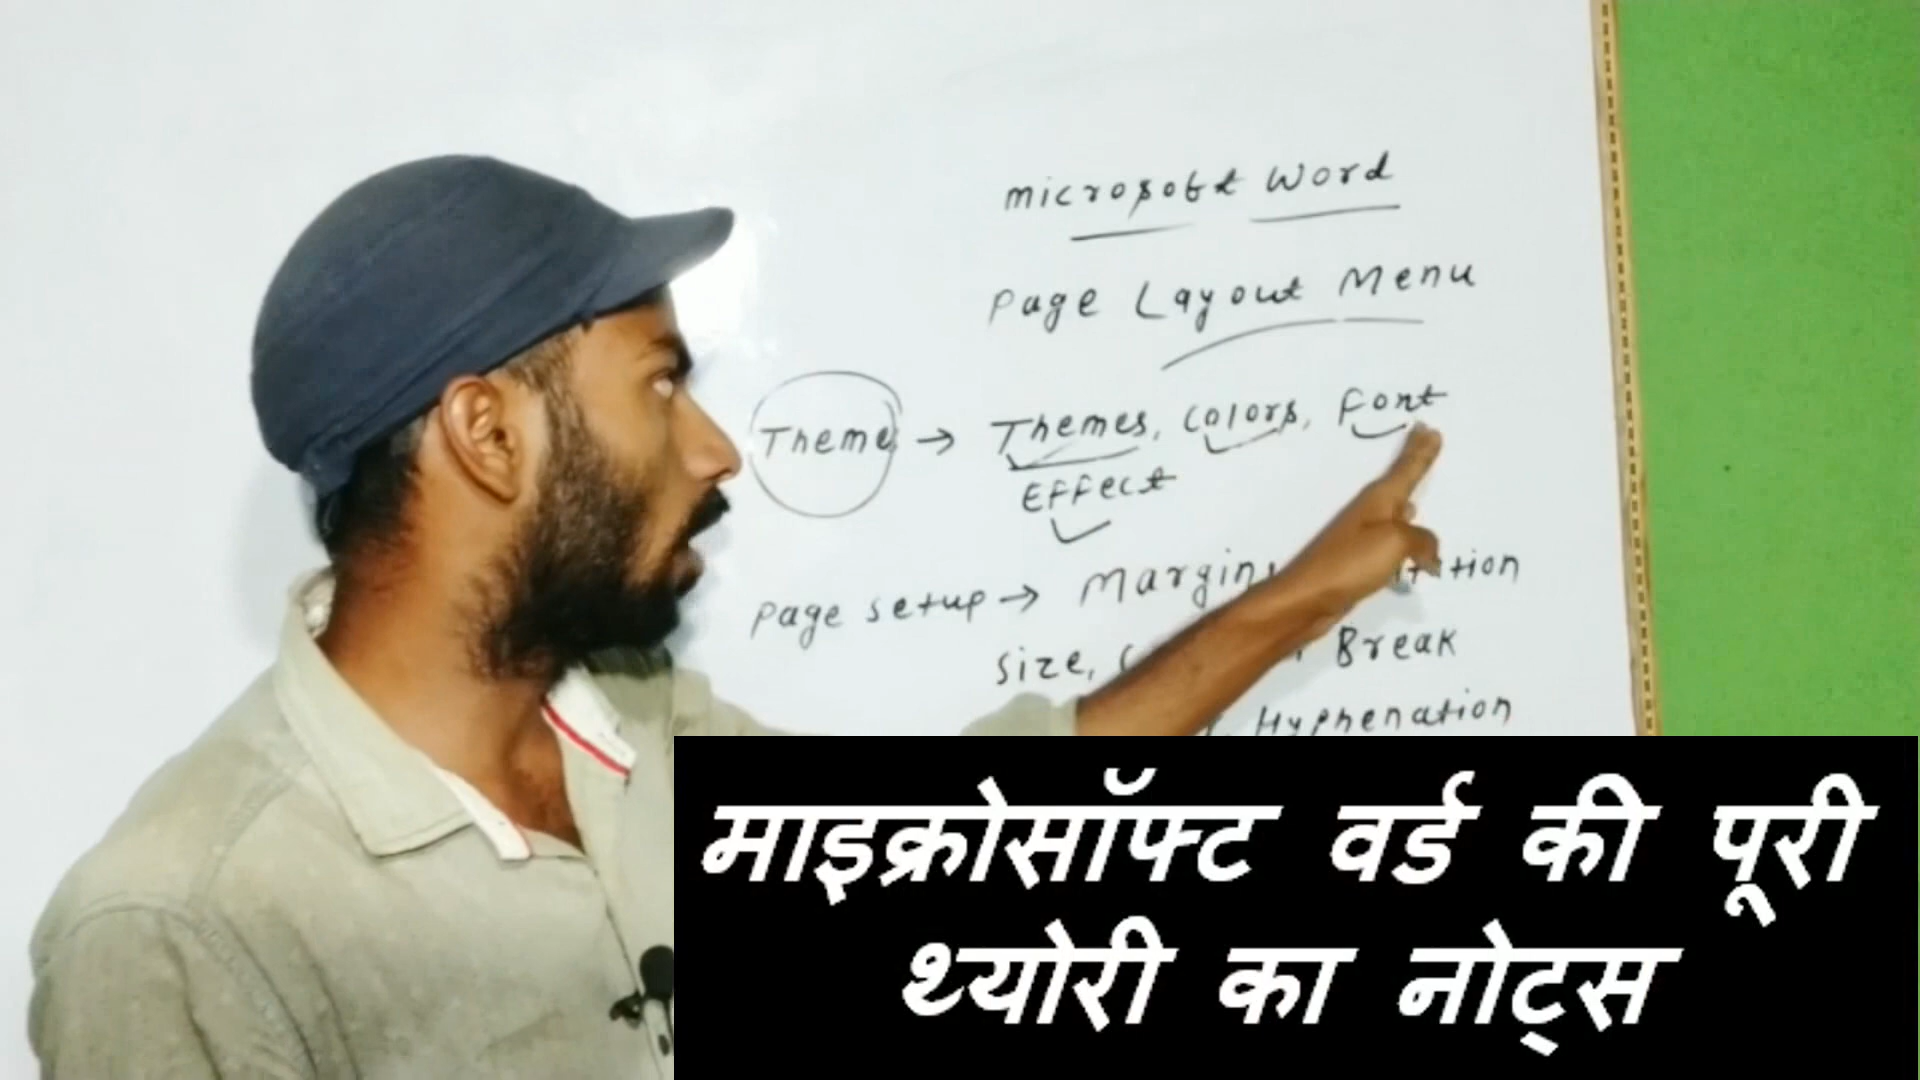 Microsoft Word
Page Layout Menu
Theme → Themes, Colors, Font
Effect
Page setup → Margin
Size, Break
Hyphenation
माइक्रोसॉफ्ट वर्ड की पूरी
थ्योरी का नोट्स